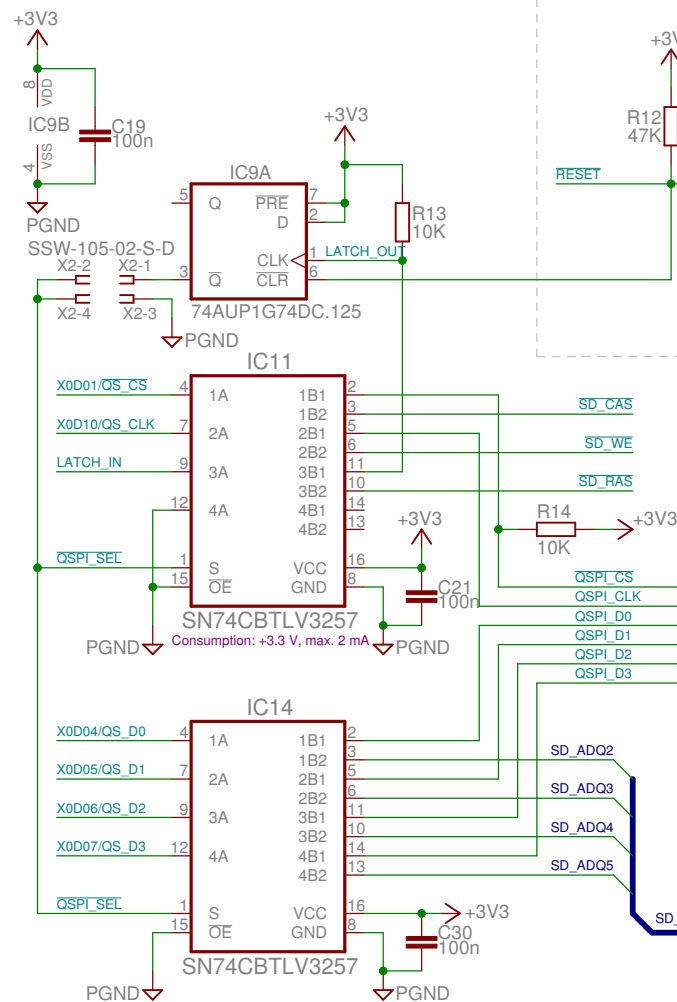 +3V3
8
VDD
IC9B
C19
100n
4
VSS
PGND
+3V3
R12
47K
RESET
+3V3
IC9A
5
Q
PRE
7
D
2
R13
10K
CLK
1
LATCH_OUT
SSW-105-02-S-D
X2-2
X2-1
3
Q
CLR
6
X2-4
X2-3
74AUP1G74DC.125
PGND
IC11
X0D01/QS_CS
4
1A
1B1
2
1B2
3
SD_CAS
X0D10/QS_CLK
7
2A
2B1
5
2B2
6
SD_WE
LATCH_IN
9
3A
3B1
11
3B2
10
SD_RAS
12
4A
4B1
14
4B2
13
R14
10K
+3V3
+3V3
QSPI_SEL
1
S
VCC
16
15
OE
GND
8
C21
100n
QSPI_CS
QSPI_CLK
QSPI_D0
QSPI_D1
QSPI_D2
QSPI_D3
SN74CBTLV3257
Consumption: +3.3 V, max. 2 mA
PGND
PGND
IC14
X0D04/QS_D0
4
1A
1B1
2
1B2
3
SD_ADQ2
X0D05/QS_D1
7
2A
2B1
5
2B2
6
SD_ADQ3
X0D06/QS_D2
9
3A
3B1
11
3B2
10
SD_ADQ4
X0D07/QS_D3
12
4A
4B1
14
4B2
13
SD_ADQ5
QSPI_SEL
1
S
VCC
16
+3V3
15
OE
GND
8
C30
100n
SD_
SN74CBTLV3257
PGND
PGND